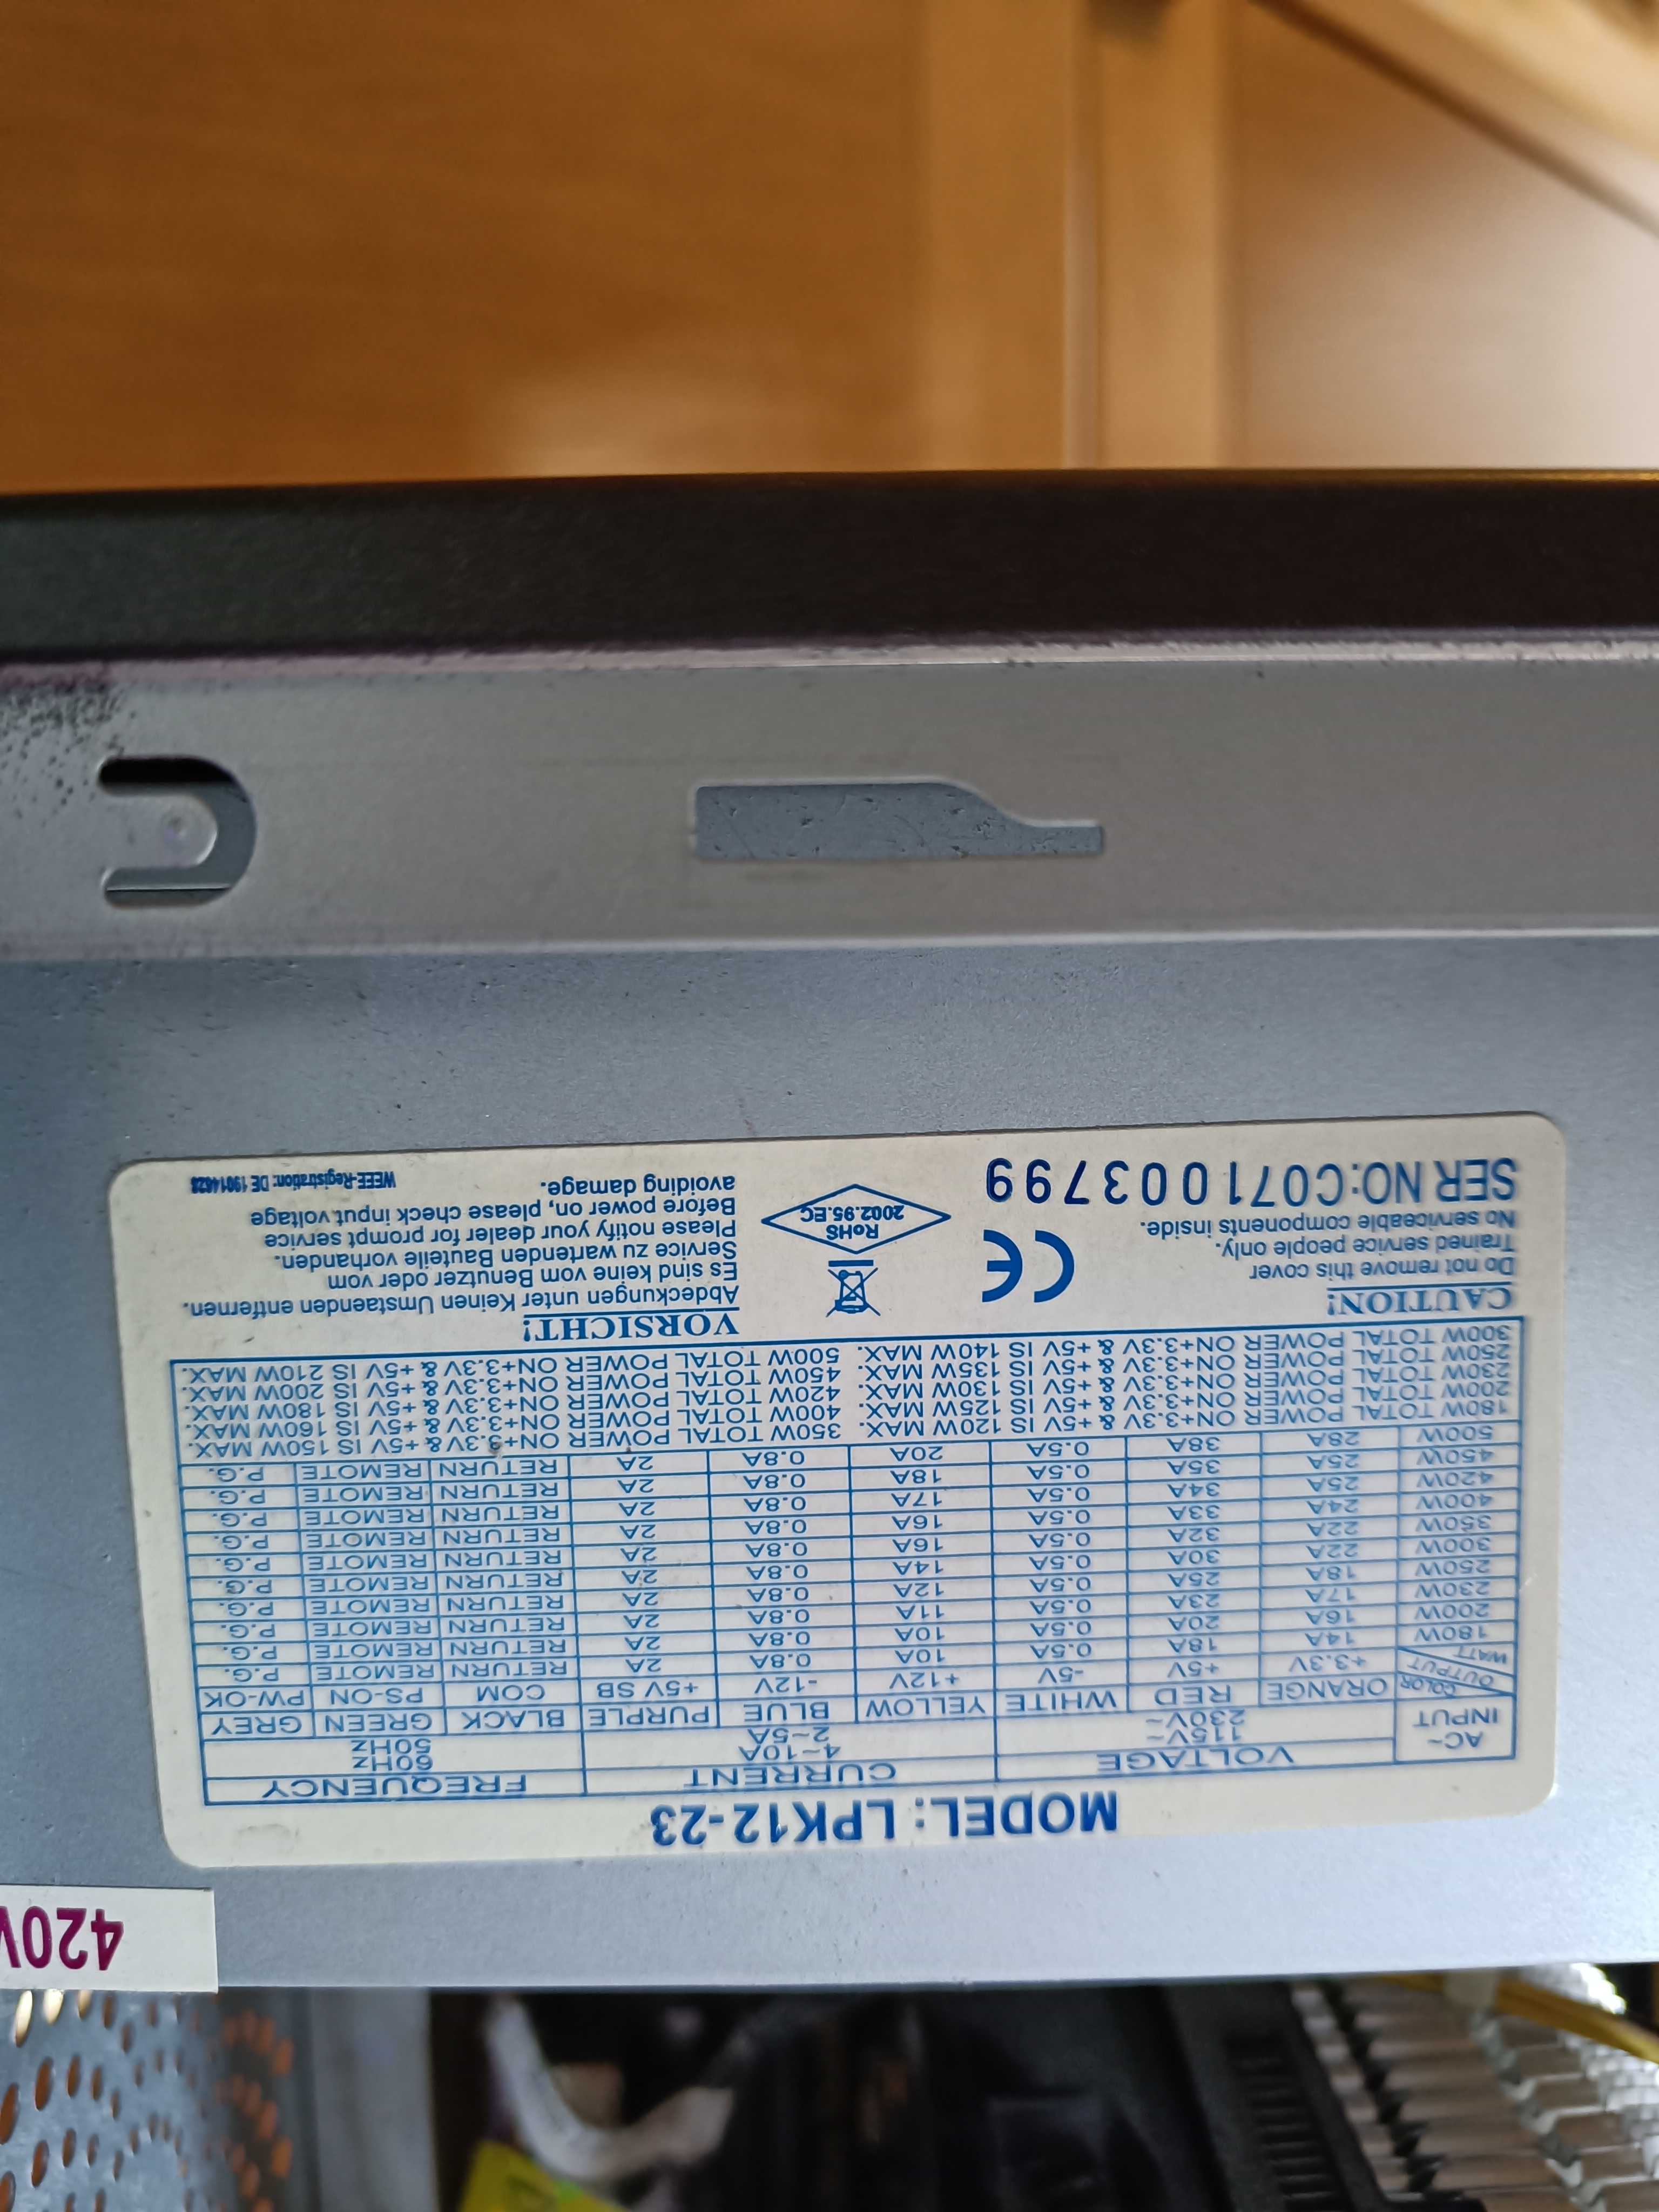 420W
MODEL: LPK12-23
AC~ INPUT VOLTAGE CURRENT FREQUENCY
115V~ 4~10A 60Hz
230V~ 2~5A 50Hz
COLOR ORANGE RED WHITE YELLOW BLUE PURPLE BLACK GREEN GREY
OUTPUT WATT +3.3V +5V -5V +12V -12V +5V SB COM PS-ON PW-OK
180W 14A 18A 0.5A 10A 0.8A 2A RETURN REMOTE P.G.
200W 16A 20A 0.5A 10A 0.8A 2A RETURN REMOTE P.G.
230W 17A 23A 0.5A 11A 0.8A 2A RETURN REMOTE P.G.
250W 18A 25A 0.5A 12A 0.8A 2A RETURN REMOTE P.G.
300W 22A 30A 0.5A 14A 0.8A 2A RETURN REMOTE P.G.
350W 22A 32A 0.5A 16A 0.8A 2A RETURN REMOTE P.G.
400W 24A 33A 0.5A 16A 0.8A 2A RETURN REMOTE P.G.
420W 25A 34A 0.5A 17A 0.8A 2A RETURN REMOTE P.G.
450W 25A 35A 0.5A 18A 0.8A 2A RETURN REMOTE P.G.
500W 28A 38A 0.5A 20A 0.8A 2A RETURN REMOTE P.G.
180W TOTAL POWER ON+3.3V & +5V IS 120W MAX. 350W TOTAL POWER ON+3.3V & +5V IS 150W MAX.
200W TOTAL POWER ON+3.3V & +5V IS 125W MAX. 400W TOTAL POWER ON+3.3V & +5V IS 160W MAX.
230W TOTAL POWER ON+3.3V & +5V IS 130W MAX. 420W TOTAL POWER ON+3.3V & +5V IS 180W MAX.
250W TOTAL POWER ON+3.3V & +5V IS 135W MAX. 450W TOTAL POWER ON+3.3V & +5V IS 200W MAX.
300W TOTAL POWER ON+3.3V & +5V IS 140W MAX. 500W TOTAL POWER ON+3.3V & +5V IS 210W MAX.
CAUTION!
Do not remove this cover
Trained service people only.
No serviceable components inside.
SER NO:C071003799
CE
RoHS
2002.95.EC
VORSICHT!
Abdeckungen unter Keinen Umstaenden entfernen.
Es sind keine vom Benutzer oder vom
Service zu wartenden Bauteile vorhanden.
Please notify your dealer for prompt service
Before power on, please check input voltage
avoiding damage.
WEEE-Registration: DE 19014628